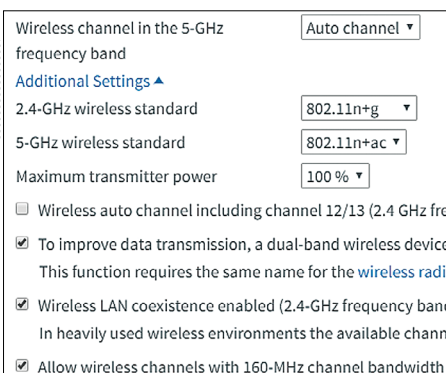 Wireless channel in the 5-GHz Auto channel
frequency band
Additional Settings
2.4-GHz wireless standard 802.11n+g
5-GHz wireless standard 802.11n+ac
Maximum transmitter power 100 %
Wireless auto channel including channel 12/13 (2.4 GHz fre
To improve data transmission, a dual-band wireless device
This function requires the same name for the wireless radi
Wireless LAN coexistence enabled (2.4-GHz frequency band
In heavily used wireless environments the available chann
Allow wireless channels with 160-MHz channel bandwidth